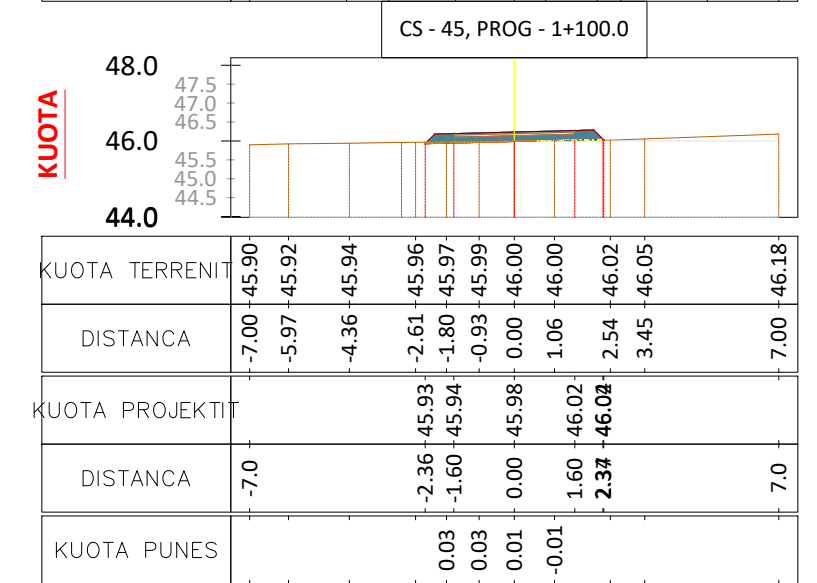 CS - 45, PROG - 1+100.0
KUOTA
48.0
47.5
47.0
46.5
46.0
45.5
45.0
44.5
44.0
KUOTA TERRENIT 45.90 45.92 45.94 45.96 45.97 45.99 46.00 46.00 46.02 46.05 46.18
DISTANCA -7.00 -5.97 -4.36 -2.61 -1.80 -0.93 0.00 1.06 2.54 3.45 7.00
KUOTA PROJEKTIT 45.93 45.94 45.98 46.02
DISTANCA -7.0 -2.36 -1.60 0.00 1.60 7.0
KUOTA PUNES 0.03 0.03 0.01 -0.01